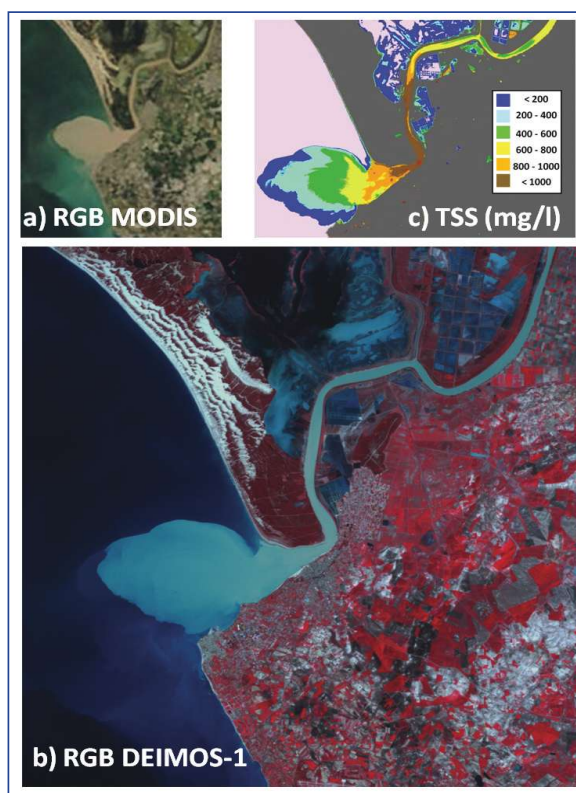 a) RGB MODIS
c) TSS (mg/l)
< 200
200 - 400
400 - 600
600 - 800
800 - 1000
< 1000
b) RGB DEIMOS-1